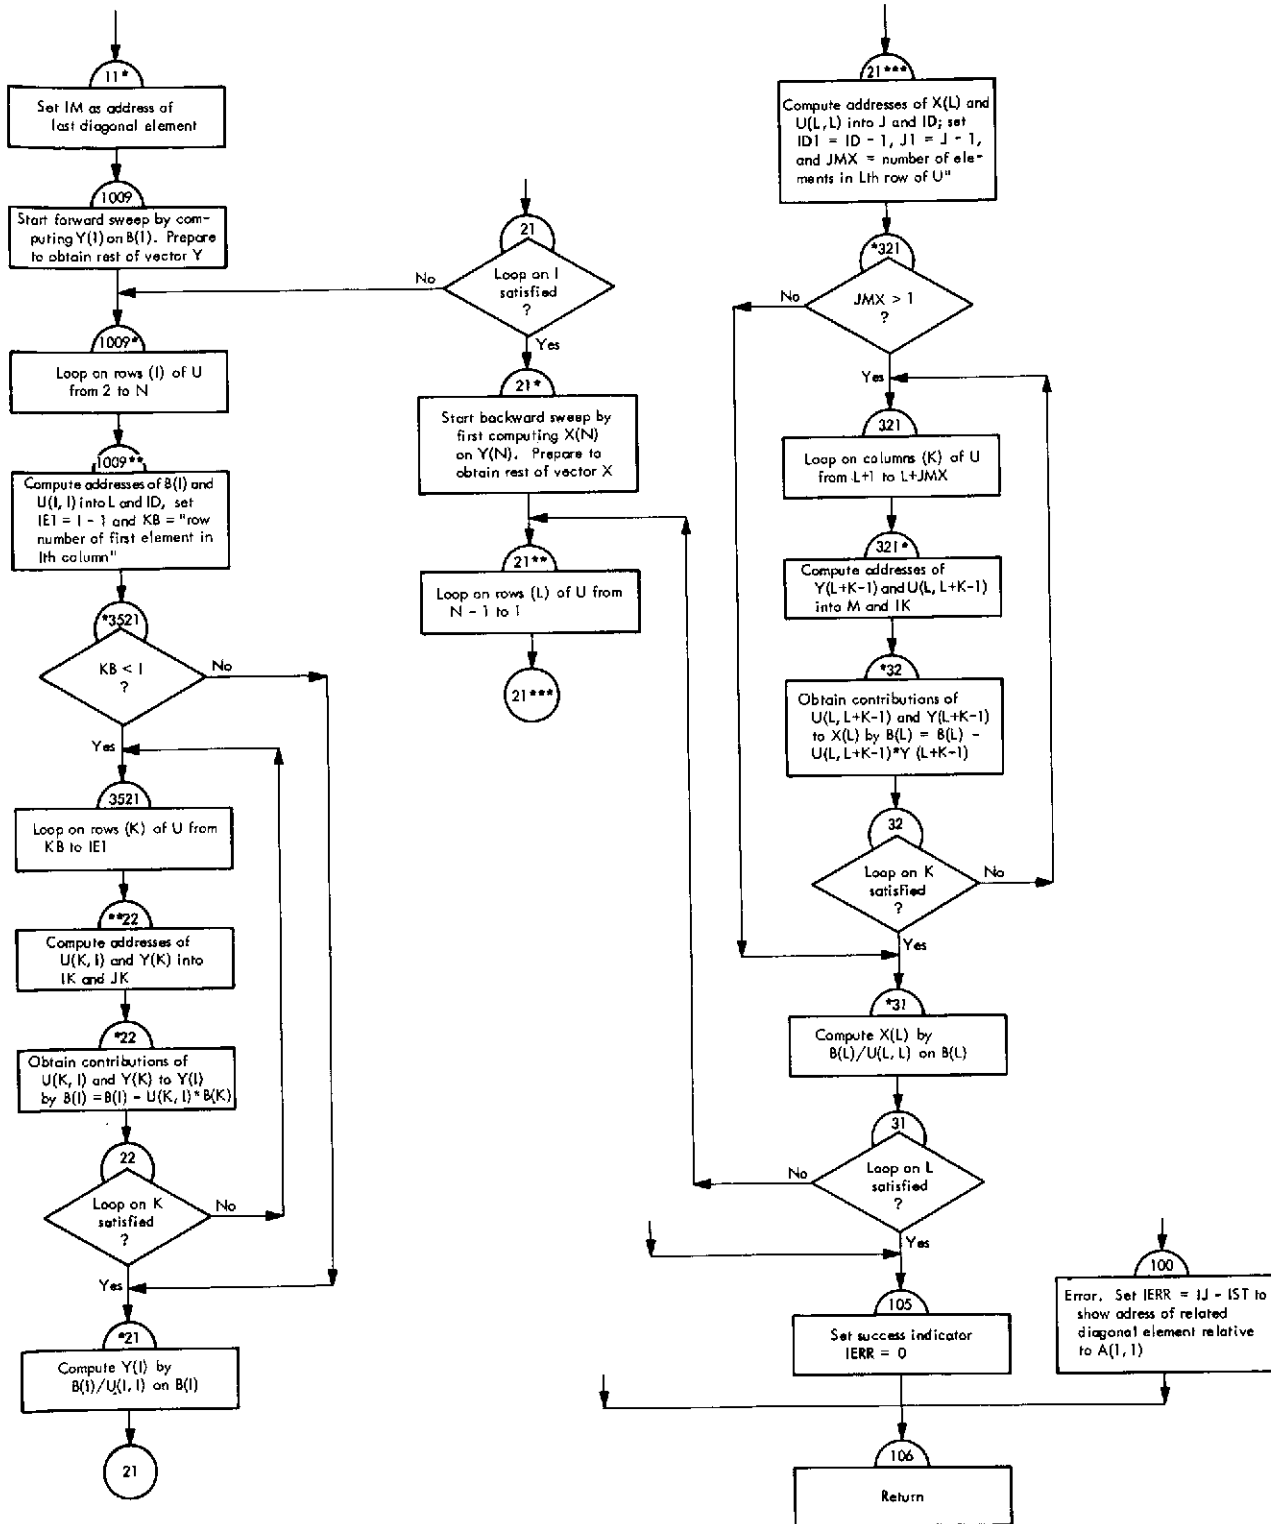 11*
Set IM as address of
last diagonal element
1009
Start forward sweep by com-
puting Y(1) on B(1). Prepare
to obtain rest of vector Y
1009*
Loop on rows (I) of U
from 2 to N
1009**
Compute addresses of B(I) and
U(I, I) into L and ID, set
IE1 = I - 1 and KB = "row
number of first element in
Ith column"
*3521
KB < I
?
No
Yes
3521
Loop on rows (K) of U from
KB to IE1
**22
Compute addresses of
U(K, I) and Y(K) into
IK and JK
*22
Obtain contributions of
U(K, I) and Y(K) to Y(I)
by B(I) = B(I) - U(K, I)*B(K)
22
Loop on K
satisfied
?
No
Yes
*21
Compute Y(I) by
B(I)/U(I, I) on B(I)
21
21
Loop on I
satisfied
?
No
Yes
21*
Start backward sweep by
first computing X(N)
on Y(N). Prepare to
obtain rest of vector X
21**
Loop on rows (L) of U from
N - 1 to 1
21***
21***
Compute addresses of X(L) and
U(L, L) into J and ID; set
ID1 = ID - 1, J1 = J - 1,
and JMX = number of ele-
ments in Lth row of U"
*321
JMX > 1
?
No
Yes
321
Loop on columns (K) of U
from L+1 to L+JMX
321*
Compute addresses of
Y(L+K-1) and U(L, L+K-1)
into M and IK
*32
Obtain contributions of
U(L, L+K-1) and Y(L+K-1)
to X(L) by B(L) = B(L) -
U(L, L+K-1)*Y (L+K-1)
32
Loop on K
satisfied
?
No
Yes
*31
Compute X(L) by
B(L)/U(L, L) on B(L)
31
Loop on L
satisfied
?
No
Yes
105
Set success indicator
IERR = 0
100
Error. Set IERR = IJ - IST to
show adress of related
diagonal element relative
to A(1, 1)
106
Return